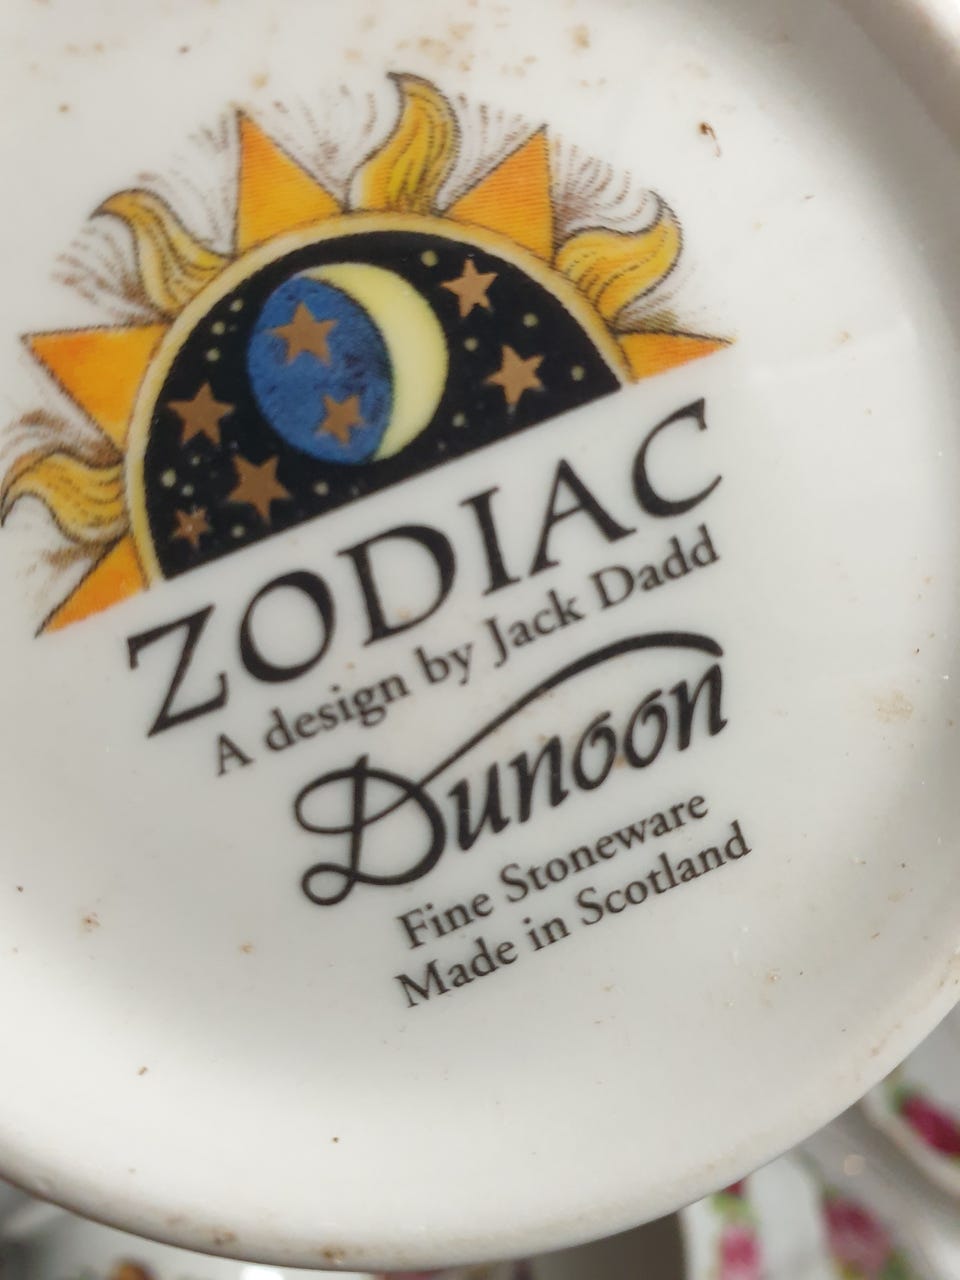 ZODIAC
A design by Jack Dadd
Dunoon
Fine Stoneware
Made in Scotland